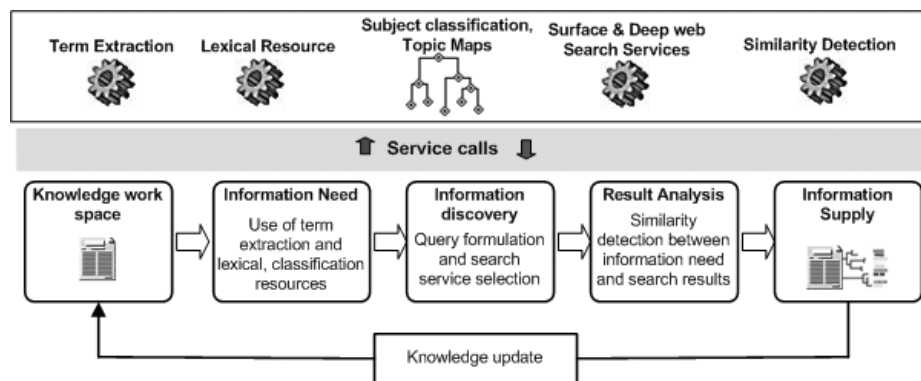 Term Extraction
Lexical Resource
Subject classification,
Topic Maps
Surface & Deep web
Search Services
Similarity Detection
Service calls
Knowledge work
space
Information Need
Use of term
extraction and
lexical, classification
resources
Information
discovery
Query formulation
and search
service selection
Result Analysis
Similarity
detection between
information need
and search results
Information
Supply
Knowledge update